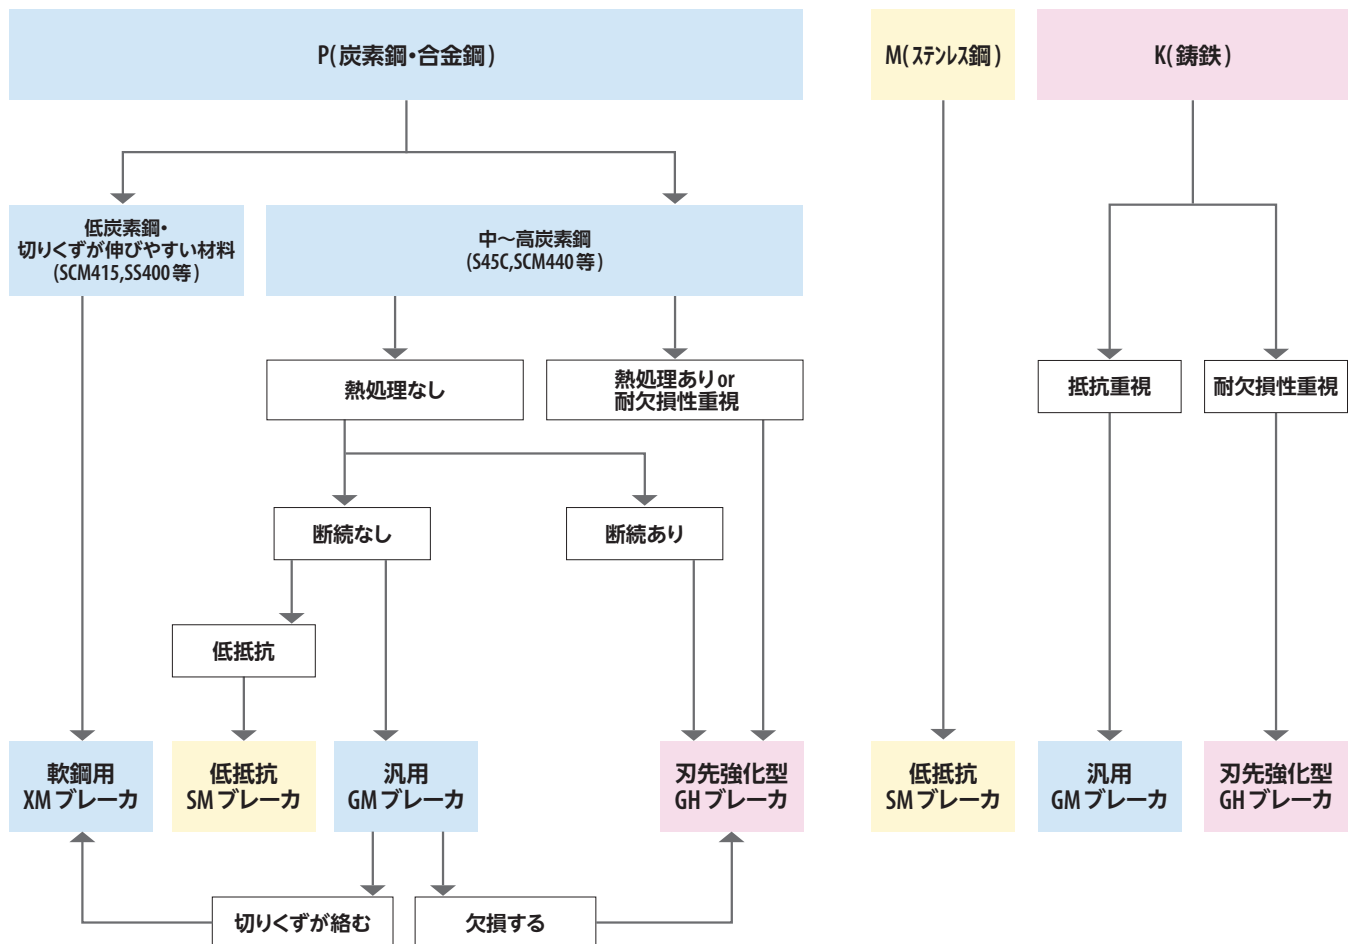 P(炭素鋼・合金鋼)
M(ステンレス鋼)
K(鋳鉄)
低炭素鋼・
切りくずが伸びやすい材料
(SCM415,SS400等)
中～高炭素鋼
(S45C,SCM440等)
熱処理なし
熱処理ありor
耐欠損性重視
抵抗重視
耐欠損性重視
断続なし
断続あり
低抵抗
軟鋼用
XMブレーカ
低抵抗
SMブレーカ
汎用
GMブレーカ
刃先強化型
GHブレーカ
低抵抗
SMブレーカ
汎用
GMブレーカ
刃先強化型
GHブレーカ
切りくずが絡む
欠損する